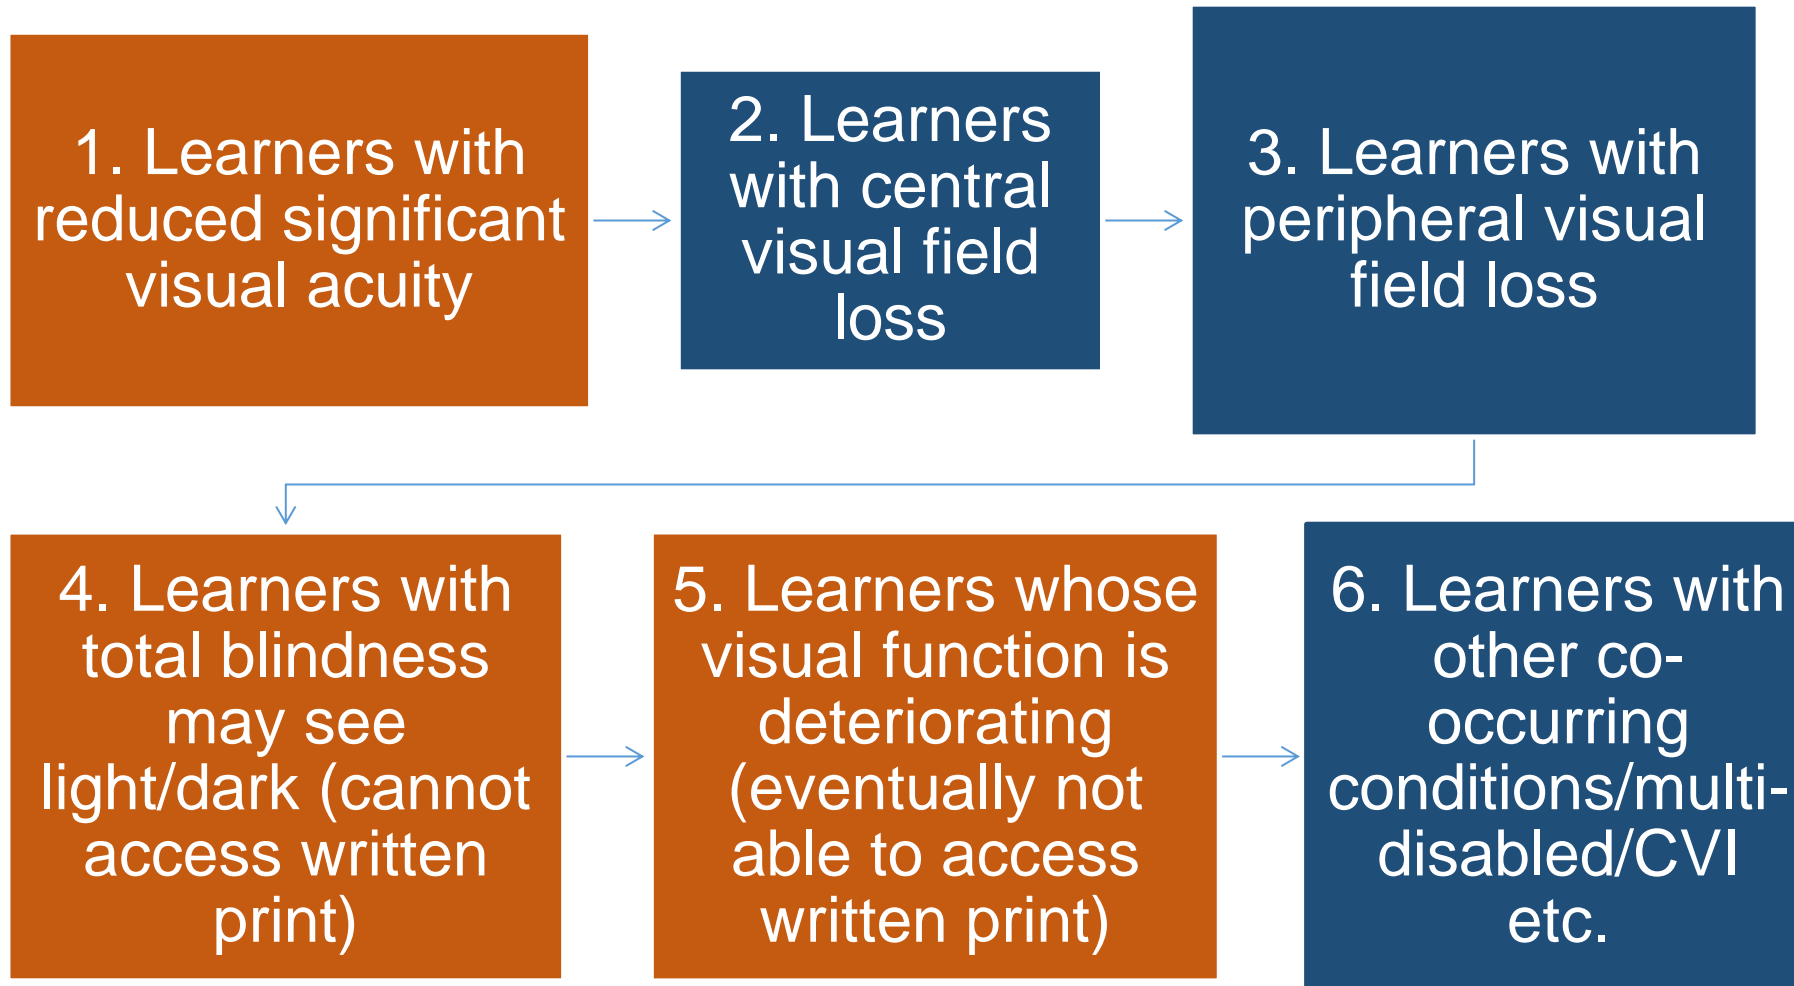 1. Learners with
reduced significant
visual acuity
2. Learners
with central
visual field
loss
3. Learners with
peripheral visual
field loss
4. Learners with
total blindness
may see
light/dark (cannot
access written
print)
5. Learners whose
visual function is
deteriorating
(eventually not
able to access
written print)
6. Learners with
other co-
occurring
conditions/multi-
disabled/CVI
etc.